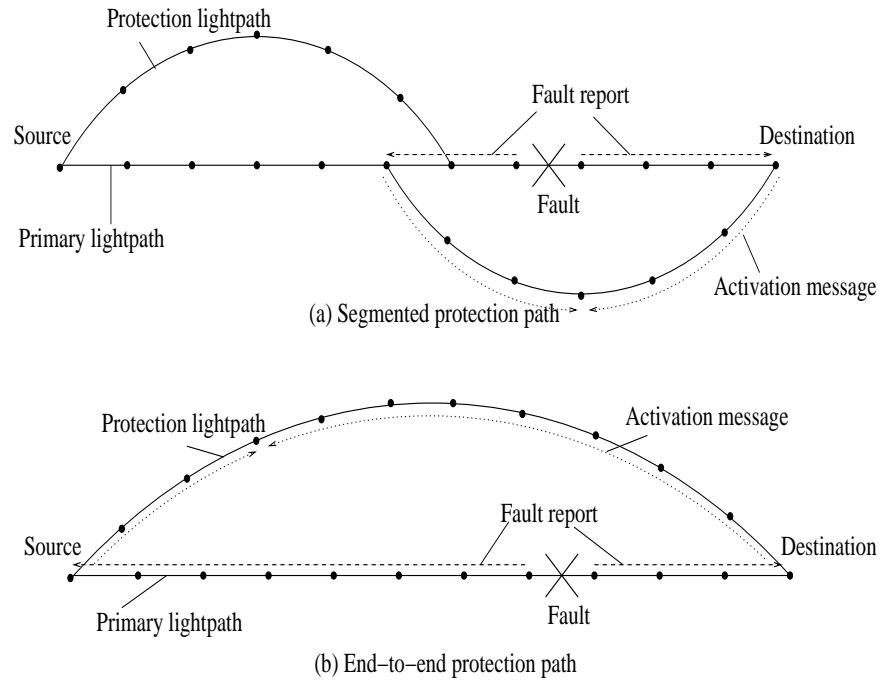 Protection lightpath
Fault report
Source
Destination
Fault
Primary lightpath
Activation message
(a) Segmented protection path
Protection lightpath
Activation message
Fault report
Source
Destination
Fault
Primary lightpath
(b) End−to−end protection path